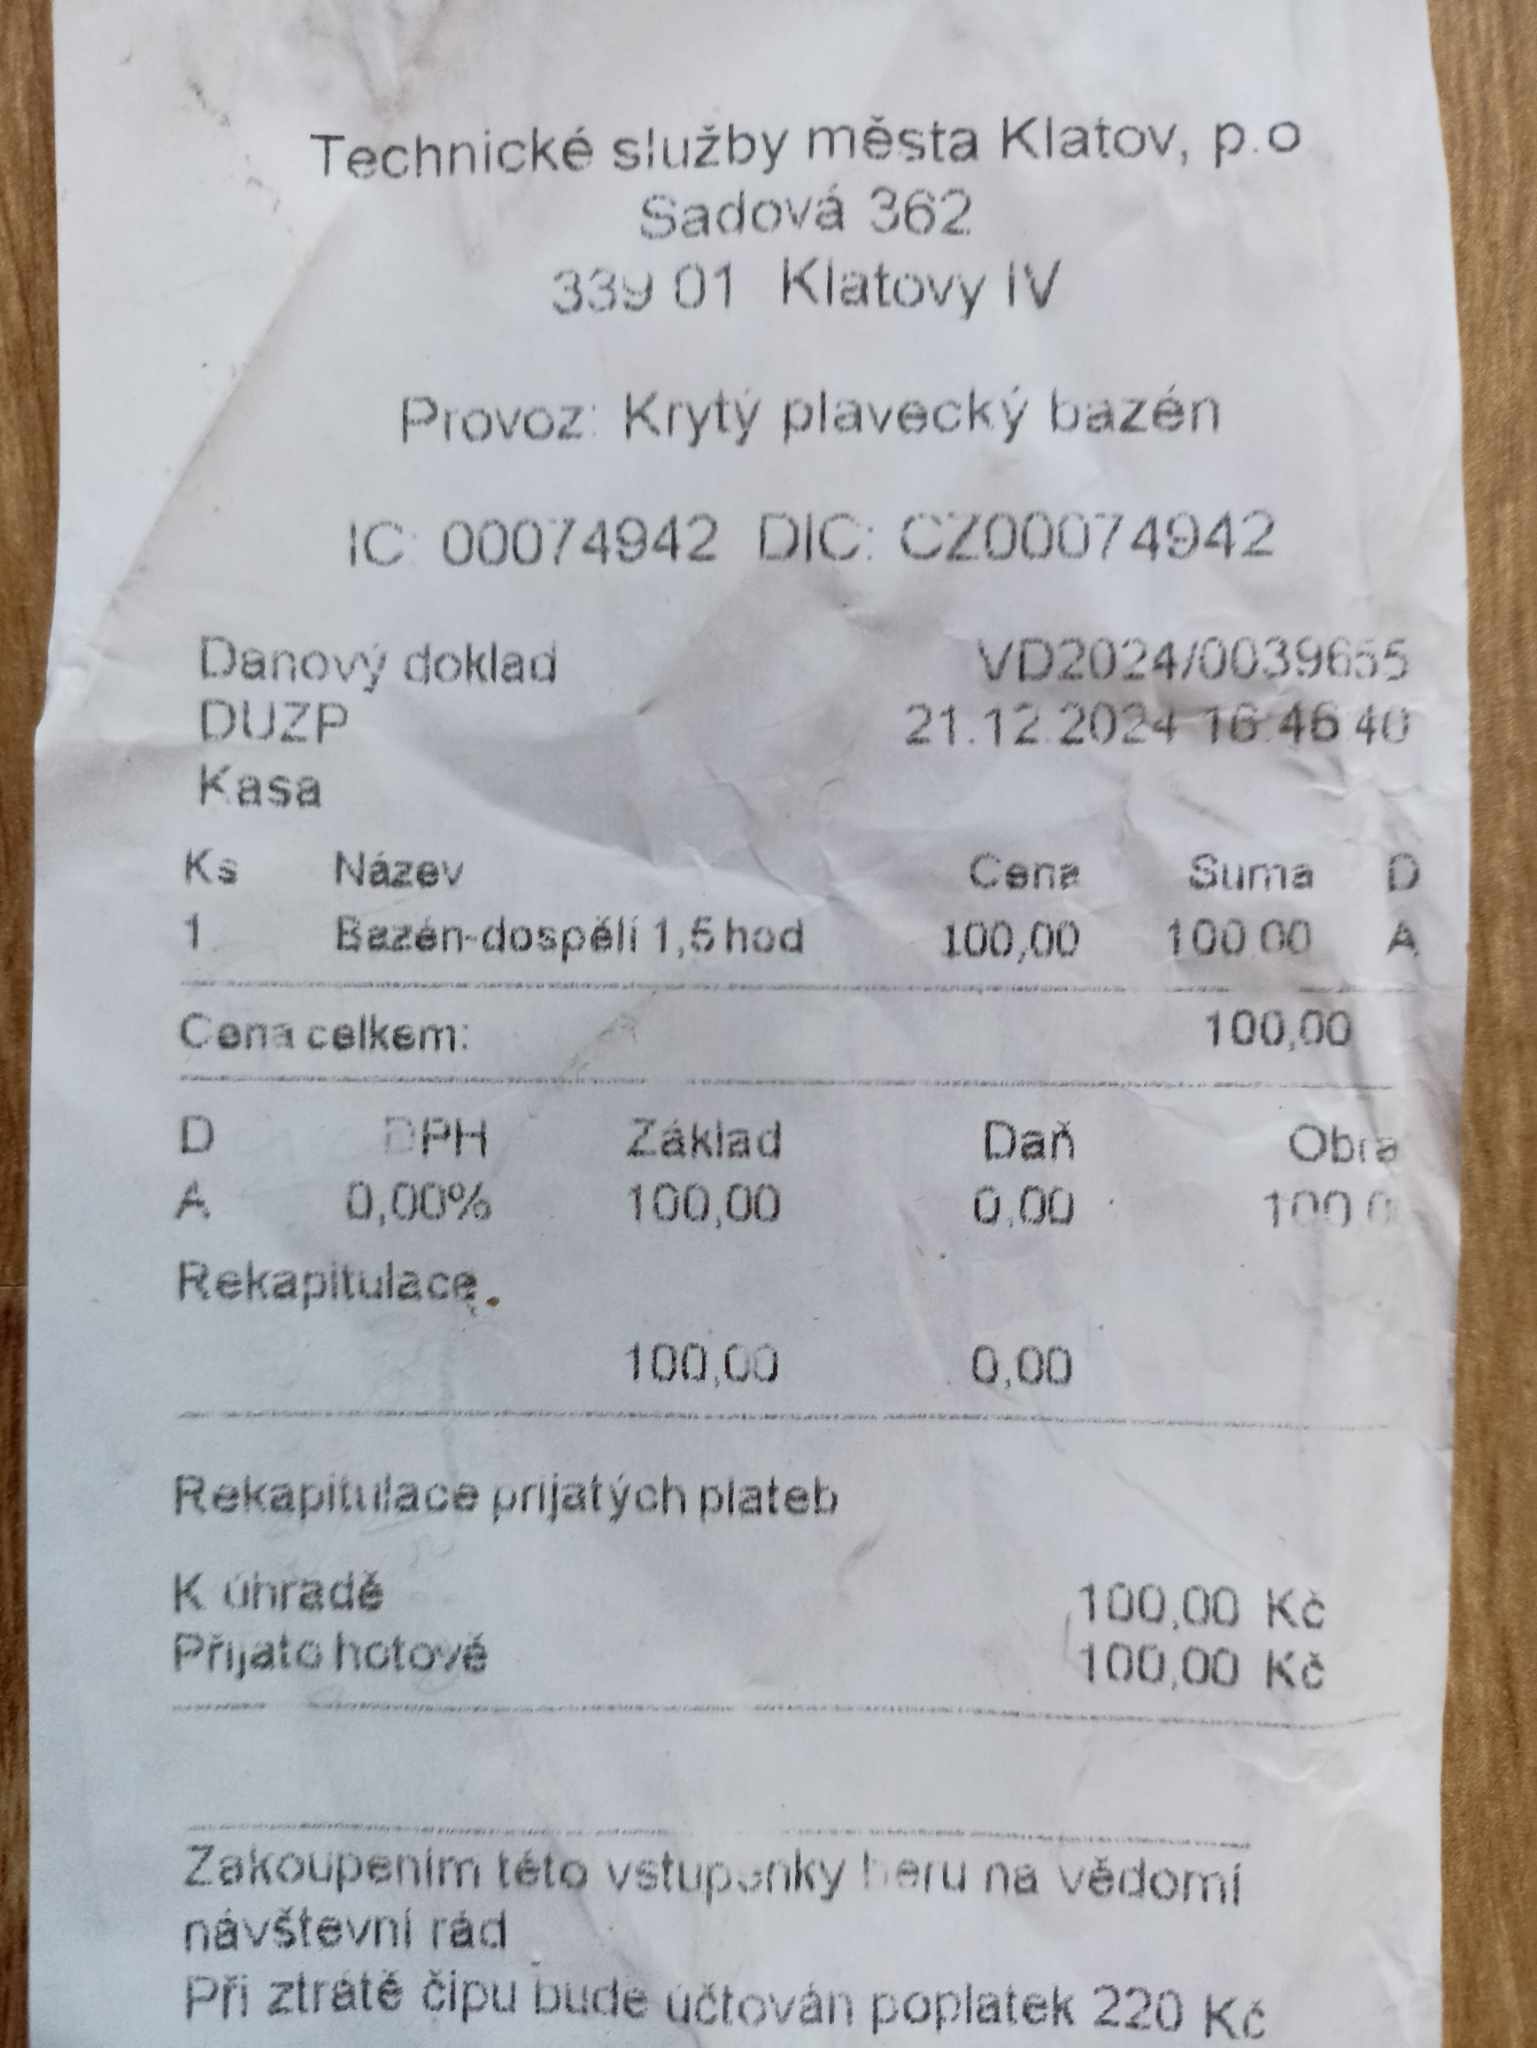 Technické služby města Klatov, p.o
Sadová 362
339 01 Klatovy IV
Provoz: Krytý plavecký bazén
IC: 00074942 DIC: CZ00074942
Danový doklad VD2024/0039655
DUZP 21.12.2024 16:46:40
Kasa
Ks Název Cena Suma D
1 Bazén-dospělí 1,5 hod 100,00 100,00 A
Cena celkem: 100,00
D DPH Základ Daň Obra
A 0,00% 100,00 0,00 100,0
Rekapitulace
100,00 0,00
Rekapitulace prijatých plateb
K úhradě 100,00 Kč
Přijato hotově 100,00 Kč
Zakoupením této vstupenky beru na vědomí
návštevní rád
Při ztrátě čipu bude účtován poplatek 220 Kč